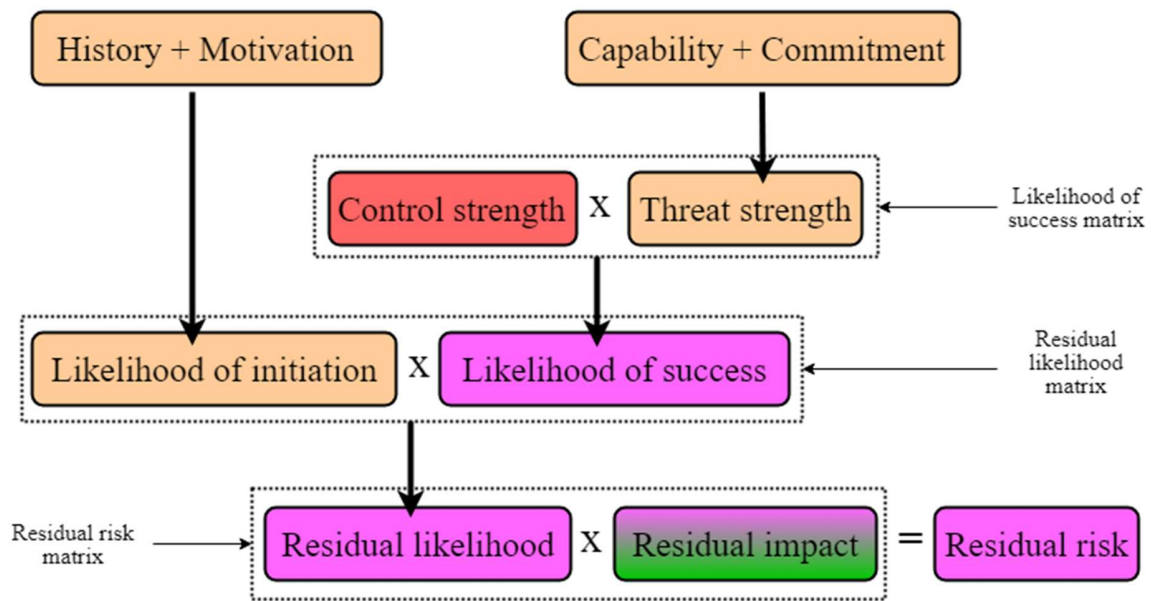 History + Motivation
Capability + Commitment
Control strength x Threat strength
Likelihood of
success matrix
Likelihood of initiation x Likelihood of success
Residual
likelihood
matrix
Residual risk
matrix
Residual likelihood x Residual impact = Residual risk